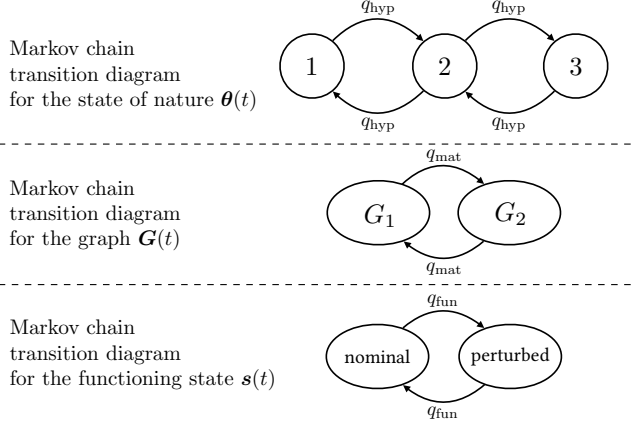 q_hyp q_hyp
Markov chain
transition diagram
for the state of nature θ(t)
1 2 3
q_hyp q_hyp
q_mat
Markov chain
transition diagram
for the graph G(t)
G_1 G_2
q_mat
q_fun
Markov chain
transition diagram
for the functioning state s(t)
nominal perturbed
q_fun